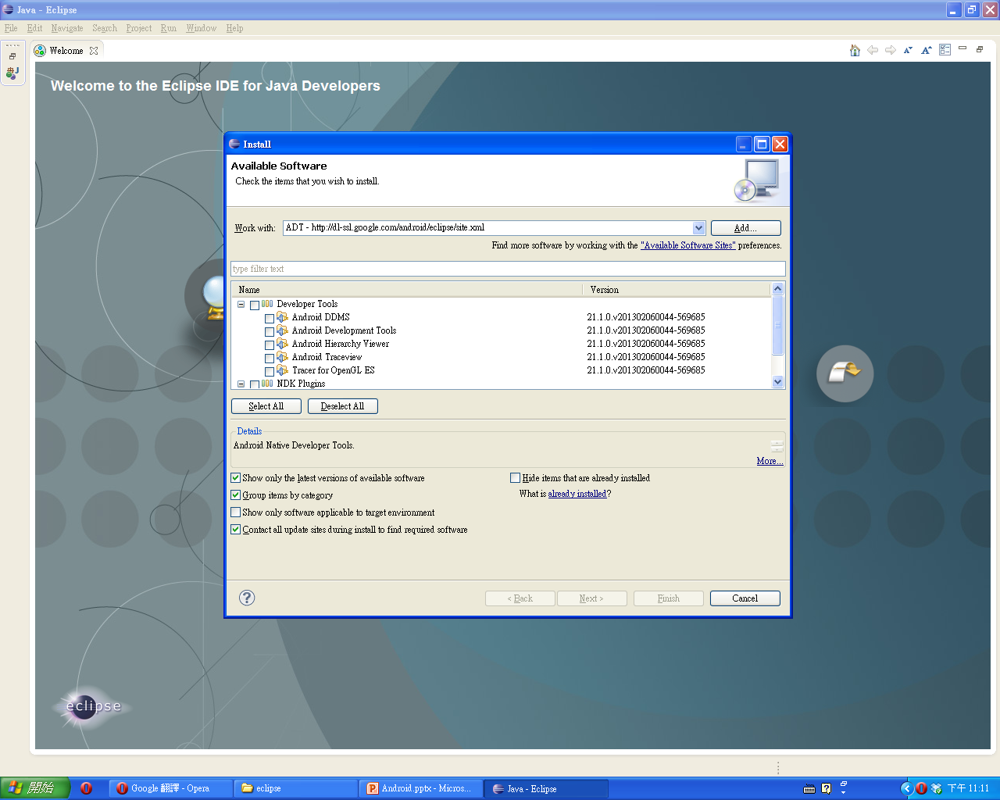 Java - Eclipse
File Edit Navigate Search Project Run Window Help
Welcome
Welcome to the Eclipse IDE for Java Developers
Install
Available Software
Check the items that you wish to install.
Work with: ADT - http://dl-ssl.google.com/android/eclipse/site.xml Add...
Find more software by working with the "Available Software Sites" preferences.
type filter text
Name Version
Developer Tools
Android DDMS 21.1.0.v201302060044-569685
Android Development Tools 21.1.0.v201302060044-569685
Android Hierarchy Viewer 21.1.0.v201302060044-569685
Android Traceview 21.1.0.v201302060044-569685
Tracer for OpenGL ES 21.1.0.v201302060044-569685
NDK Plugins
Select All Deselect All
Details
Android Native Developer Tools.
More...
Show only the latest versions of available software Hide items that are already installed
Group items by category What is already installed?
Show only software applicable to target environment
Contact all update sites during install to find required software
< Back Next > Finish Cancel
eclipse
開始 Google 翻譯 - Opera eclipse Android.pptx - Micros... Java - Eclipse 下午 11:11